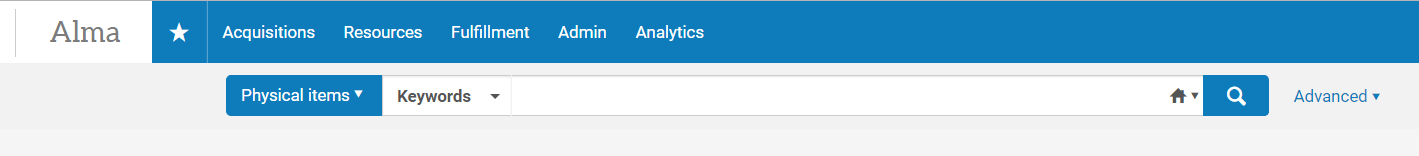 Alma Acquisitions Resources Fulfillment Admin Analytics
Physical items Keywords Advanced